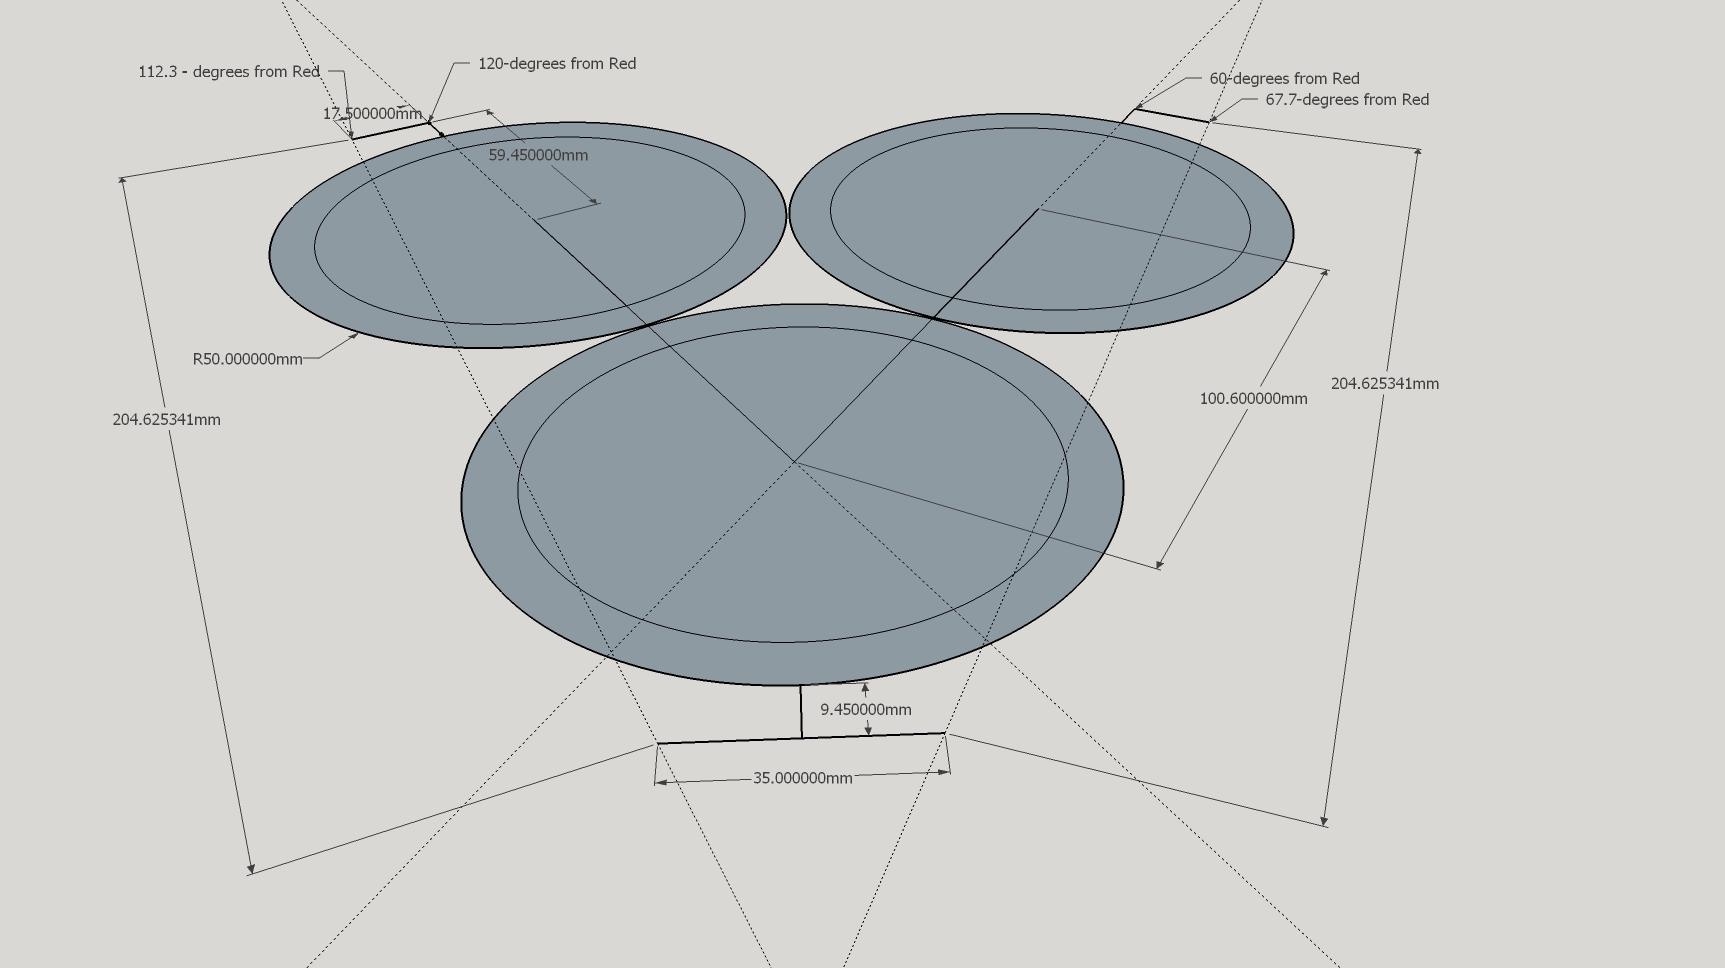 120-degrees from Red
112.3 - degrees from Red
60-degrees from Red
67.7-degrees from Red
17.500000mm
59.450000mm
R50.000000mm
204.625341mm
100.600000mm
204.625341mm
9.450000mm
35.000000mm